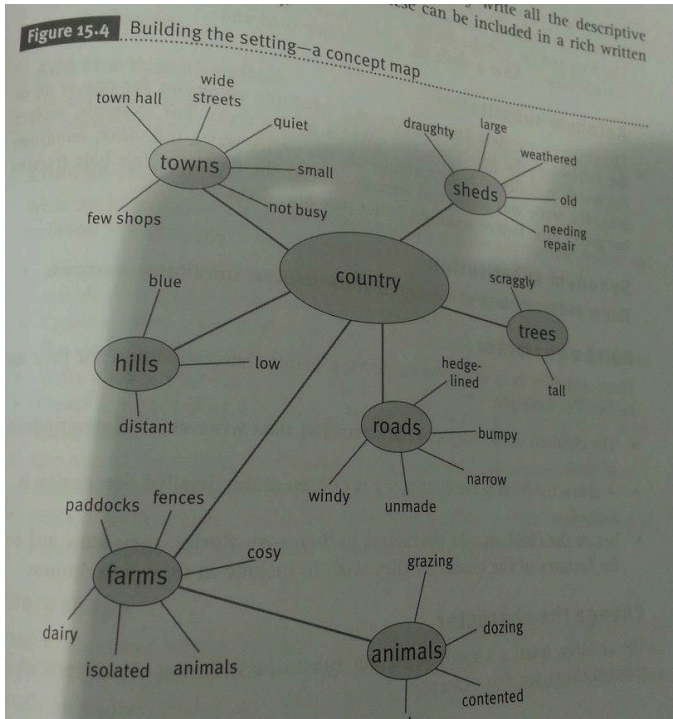 write all the descriptive
can be included in a rich written
Figure 15.4 Building the setting—a concept map
town hall
wide
streets
quiet
towns
small
not busy
few shops
draughty
large
weathered
sheds
old
needing
repair
country
blue
hills
low
distant
scraggly
trees
tall
hedge-
lined
roads
bumpy
narrow
unmade
windy
paddocks
fences
cosy
farms
dairy
isolated
animals
grazing
dozing
animals
contented